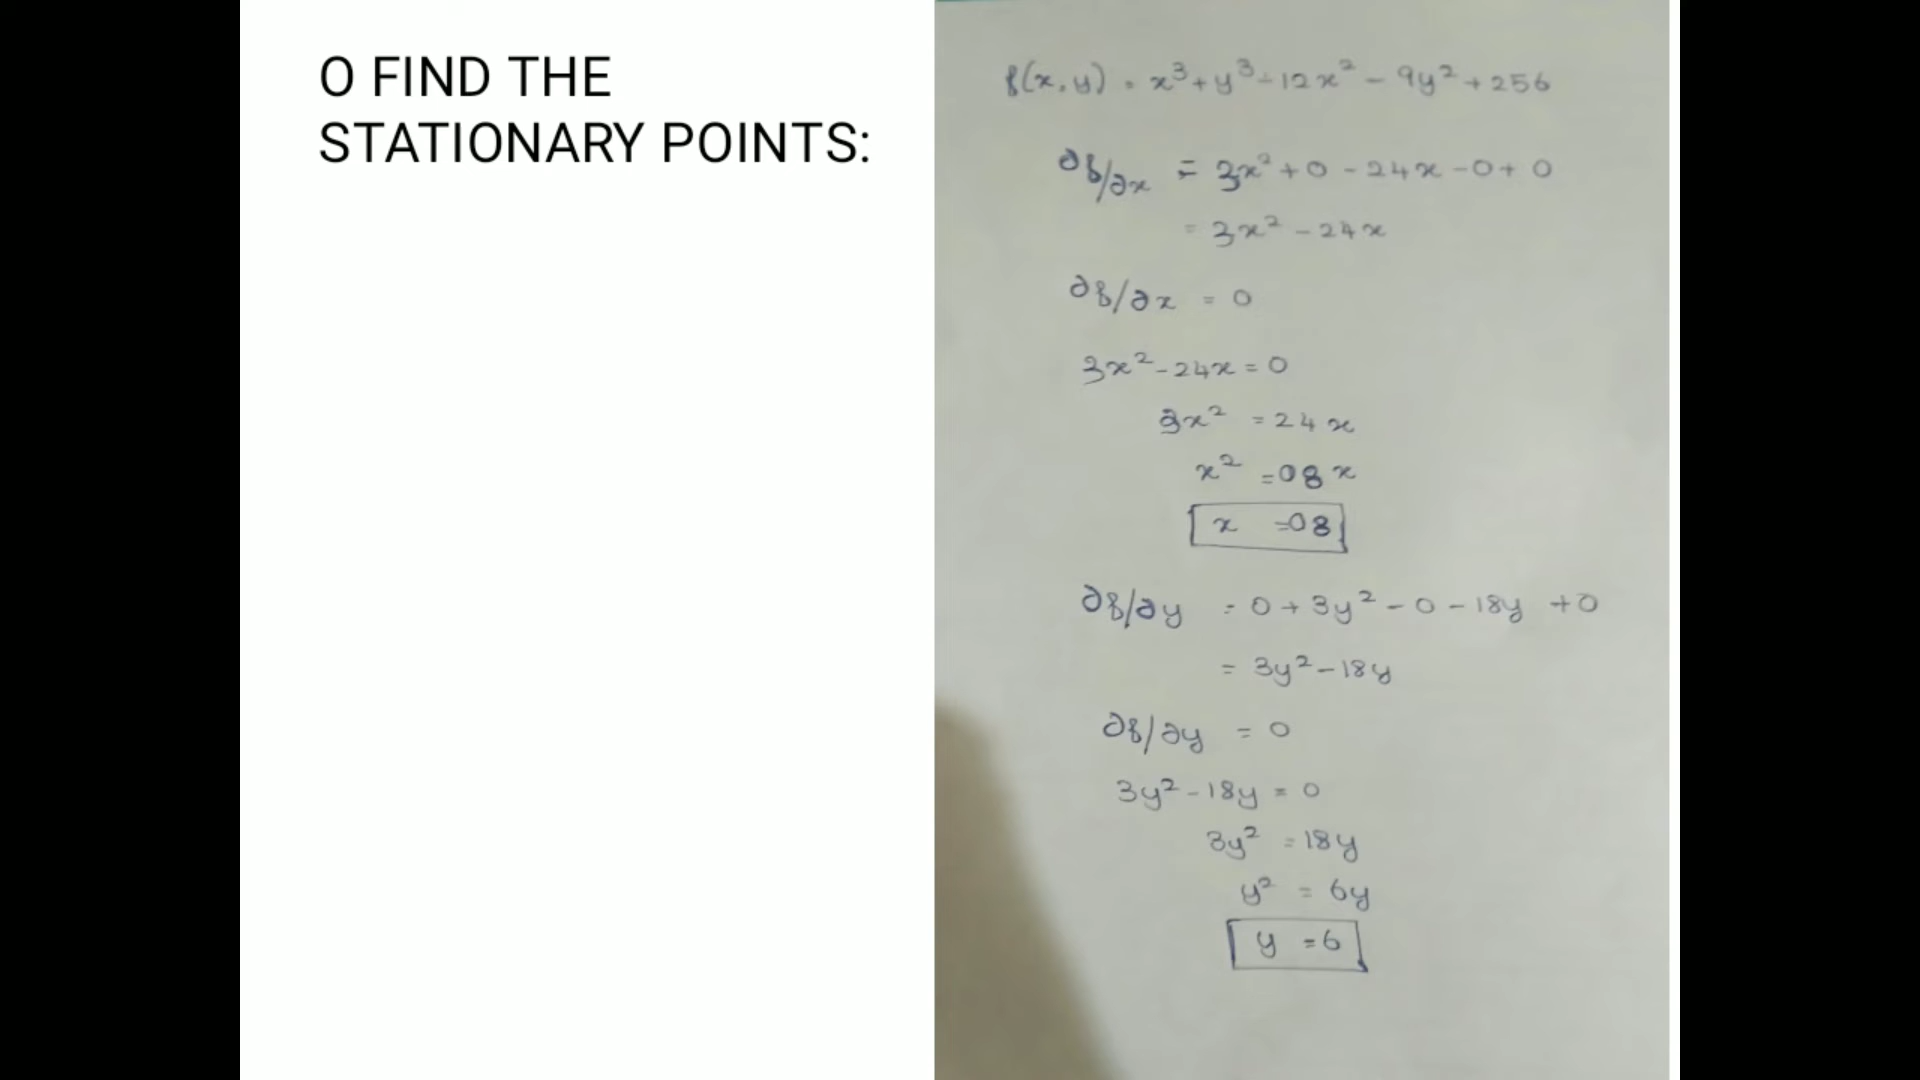 O FIND THE
STATIONARY POINTS:
f(x,y) = x³+y³-12x²-9y²+256
∂f/∂x = 3x²+0-24x-0+0
= 3x²-24x
∂f/∂x = 0
3x²-24x=0
3x² =24x
x² =08x
x =08
∂f/∂y = 0+3y²-0-18y+0
= 3y²-18y
∂f/∂y = 0
3y²-18y = 0
3y² =18y
y² = 6y
y =6